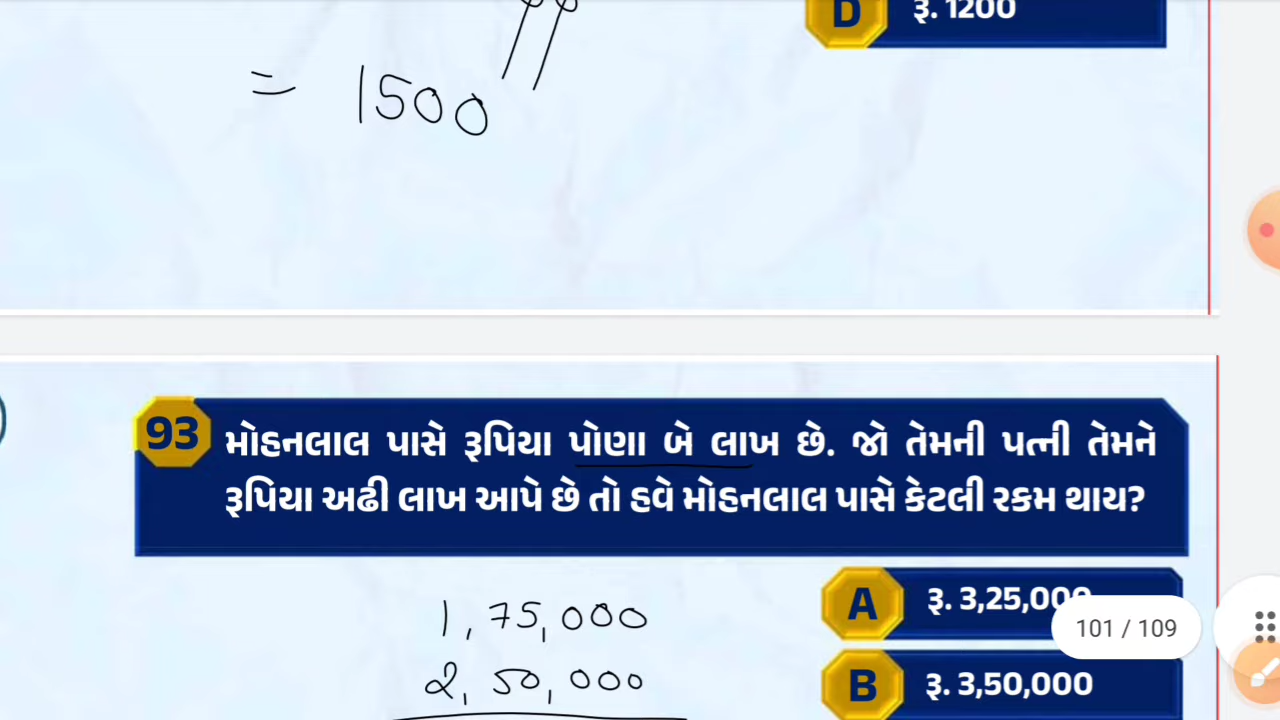 D રૂ. 1200
= 1500
93 મોહનલાલ પાસે રૂપિયા પોણા બે લાખ છે. જો તેમની પત્ની તેમને
રૂપિયા અઢી લાખ આપે છે તો હવે મોહનલાલ પાસે કેટલી રકમ થાય?
1,75,000
A રૂ. 3,25,000
101 / 109
2,50,000
B રૂ. 3,50,000